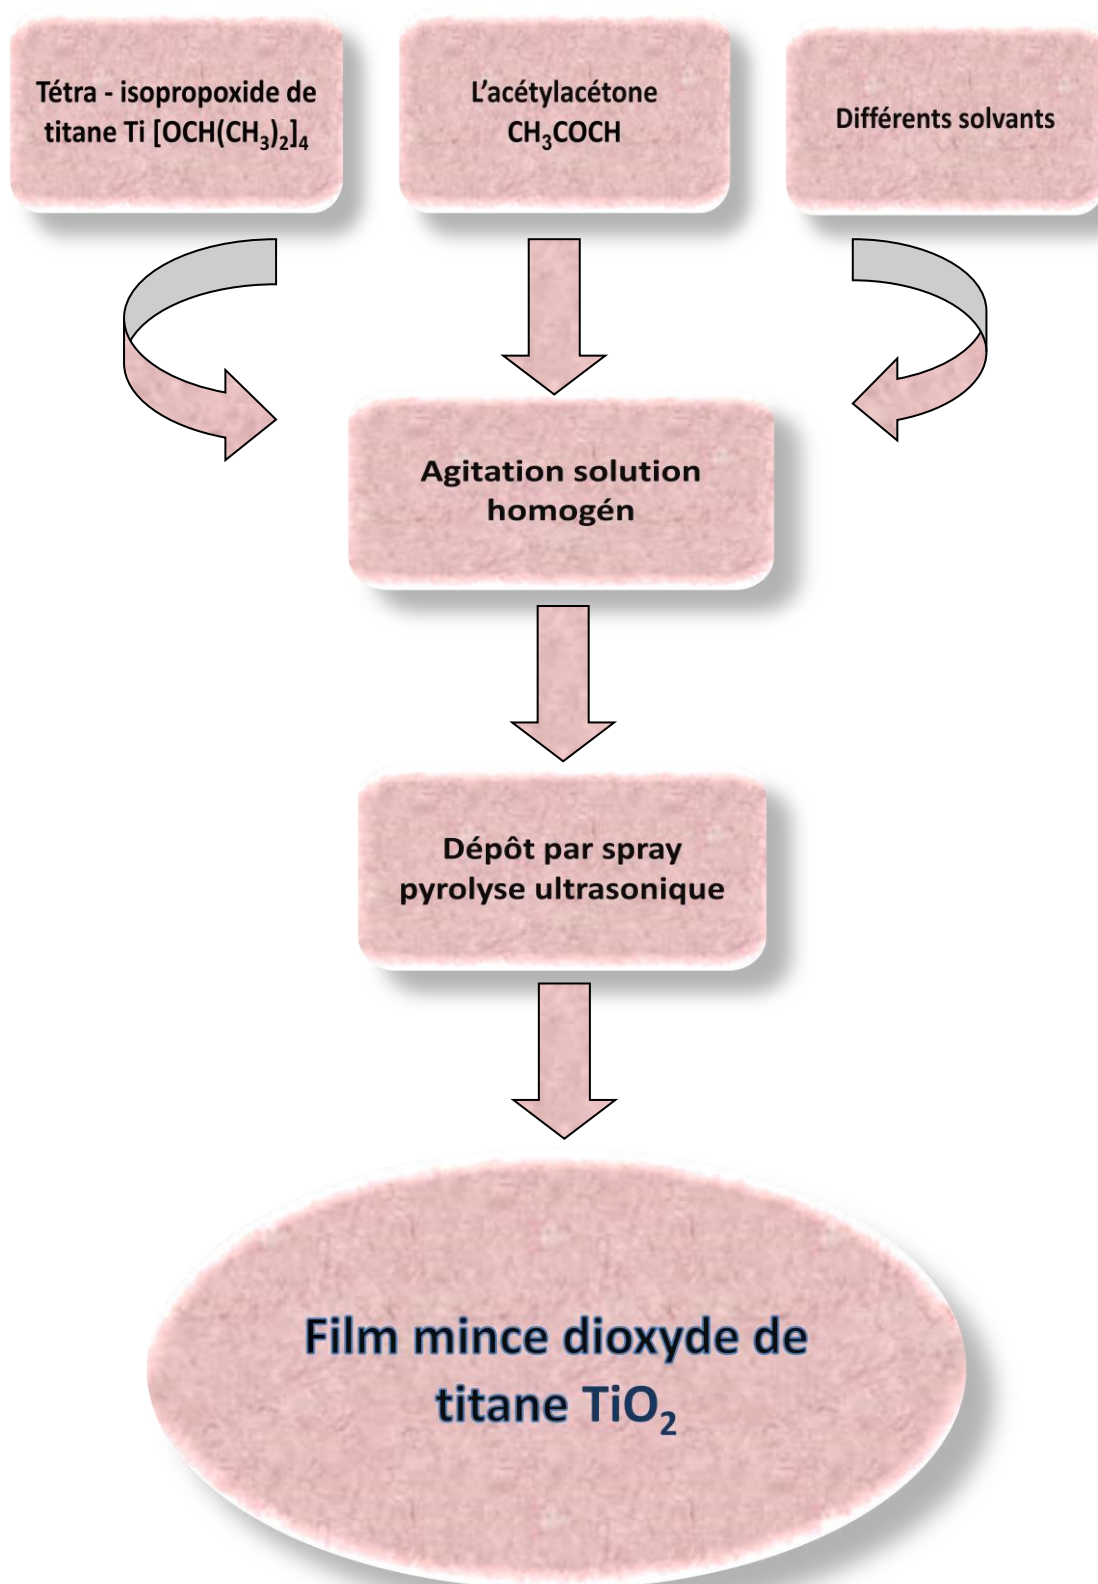 Tétra - isopropoxide de
titane Ti [OCH(CH₃)₂]₄
L'acétylacétone
CH₃COCH
Différents solvants
Agitation solution
homogén
Dépôt par spray
pyrolyse ultrasonique
Film mince dioxyde de
titane TiO₂